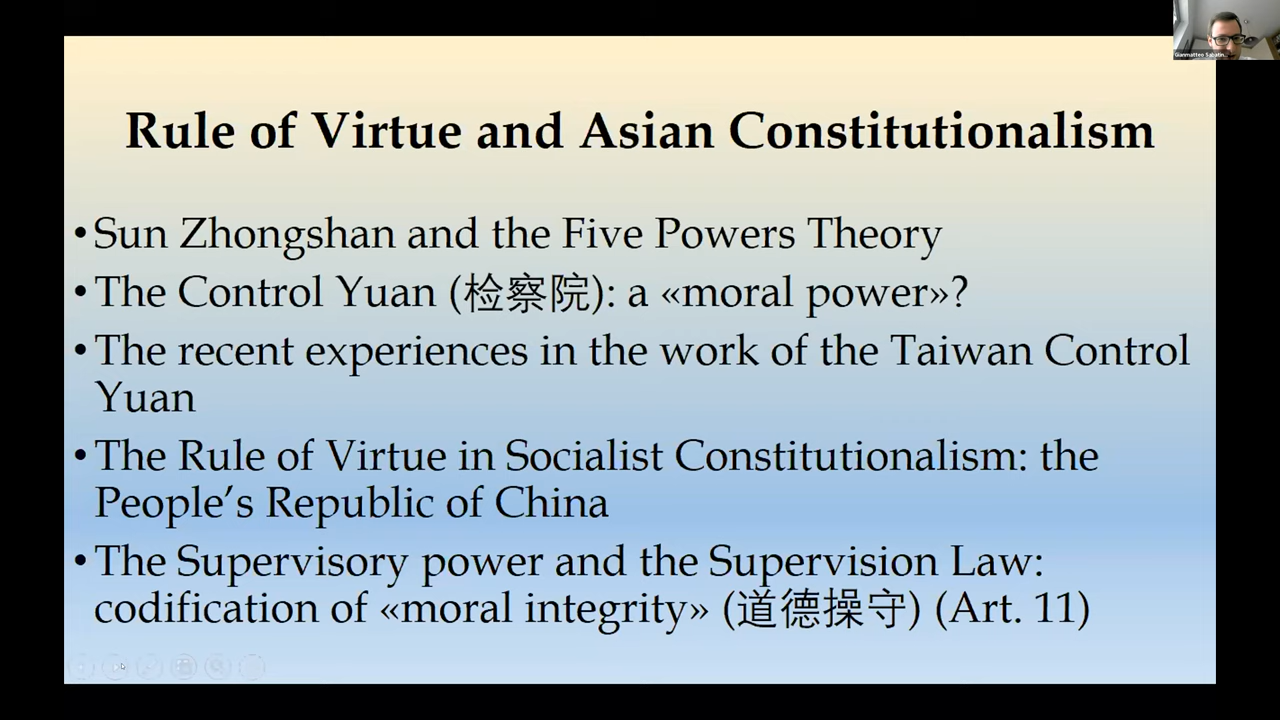 Gianmatteo Sabatin...
Rule of Virtue and Asian Constitutionalism
•Sun Zhongshan and the Five Powers Theory
•The Control Yuan (检察院): a «moral power»?
•The recent experiences in the work of the Taiwan Control
Yuan
•The Rule of Virtue in Socialist Constitutionalism: the
People’s Republic of China
•The Supervisory power and the Supervision Law:
codification of «moral integrity» (道德操守) (Art. 11)